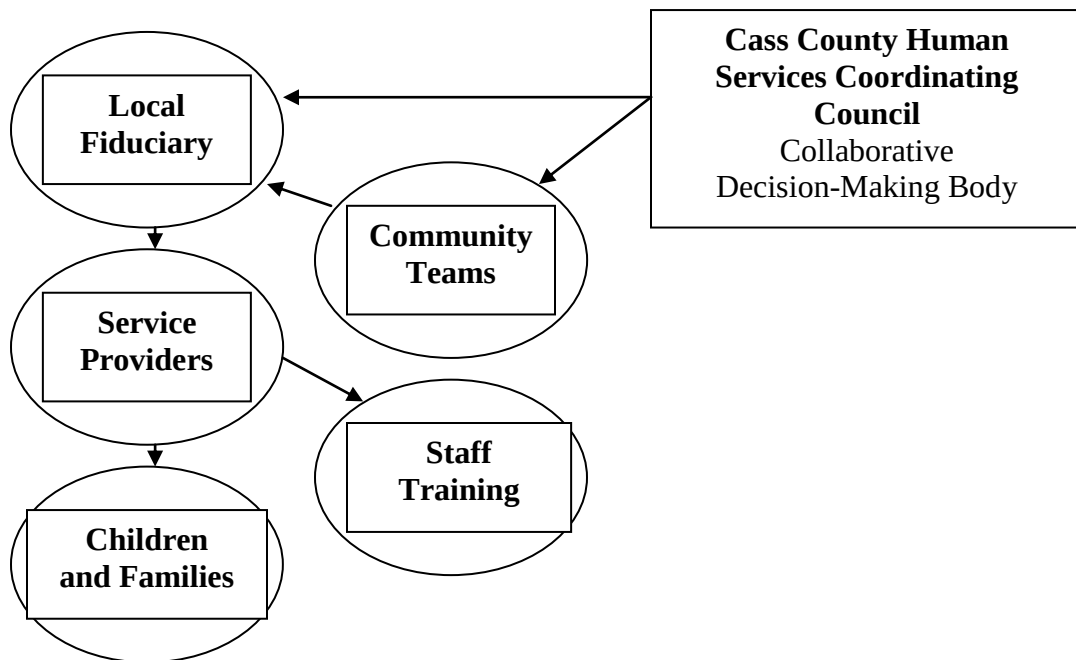 Cass County Human
Services Coordinating
Council
Collaborative
Decision-Making Body
Local
Fiduciary
Community
Teams
Service
Providers
Staff
Training
Children
and Families